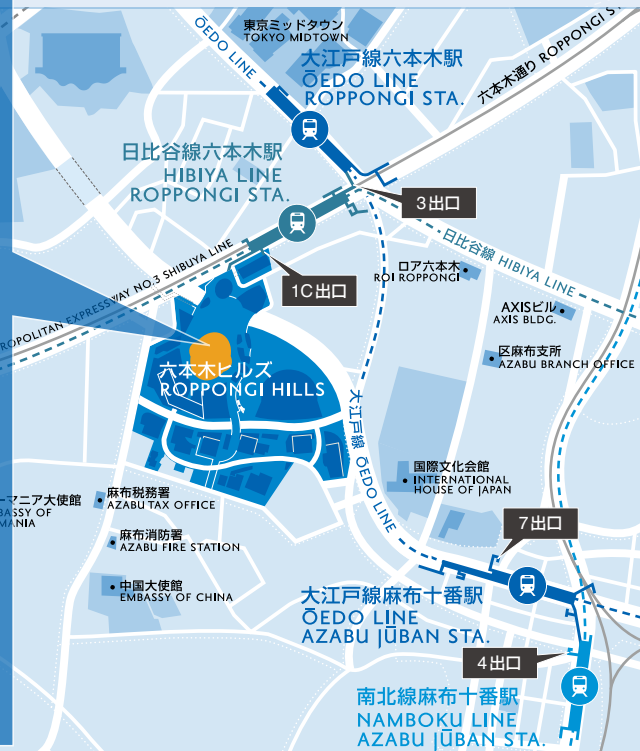 東京ミッドタウン
TOKYO MIDTOWN
ŌEDO LINE
大江戸線六本木駅
ŌEDO LINE
ROPPONGI STA.
六本木通り ROPPONGI ST
日比谷線六本木駅
HIBIYA LINE
ROPPONGI STA.
3出口
日比谷線 HIBIYA LINE
ROPOLITAN EXPRESSWAY NO.3 SHIBUYA LINE
1C出口
ロア六本木
ROI ROPPONGI
AXISビル
AXIS BLDG.
区麻布支所
AZABU BRANCH OFFICE
六本木ヒルズ
ROPPONGI HILLS
大江戸線 ŌEDO LINE
国際文化会館
INTERNATIONAL
HOUSE OF JAPAN
ーマニア大使館
BASSY OF
MANIA
麻布税務署
AZABU TAX OFFICE
麻布消防署
AZABU FIRE STATION
中国大使館
EMBASSY OF CHINA
7出口
大江戸線麻布十番駅
ŌEDO LINE
AZABU JŪBAN STA.
4出口
南北線麻布十番駅
NAMBOKU LINE
AZABU JŪBAN STA.